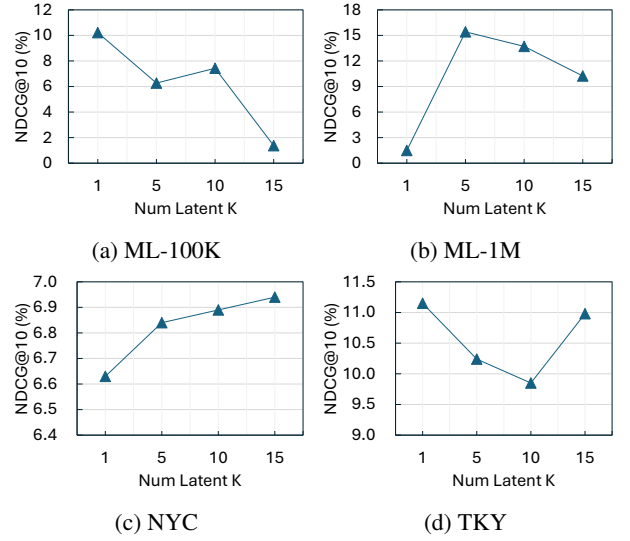 NDCG@10 (%)
12
10
8
6
4
2
0
1 5 10 15
Num Latent K
(a) ML-100K
NDCG@10 (%)
18
15
12
9
6
3
0
1 5 10 15
Num Latent K
(b) ML-1M
NDCG@10 (%)
7.0
6.9
6.8
6.7
6.6
6.5
6.4
1 5 10 15
Num Latent K
(c) NYC
NDCG@10 (%)
11.5
11.0
10.5
10.0
9.5
9.0
1 5 10 15
Num Latent K
(d) TKY